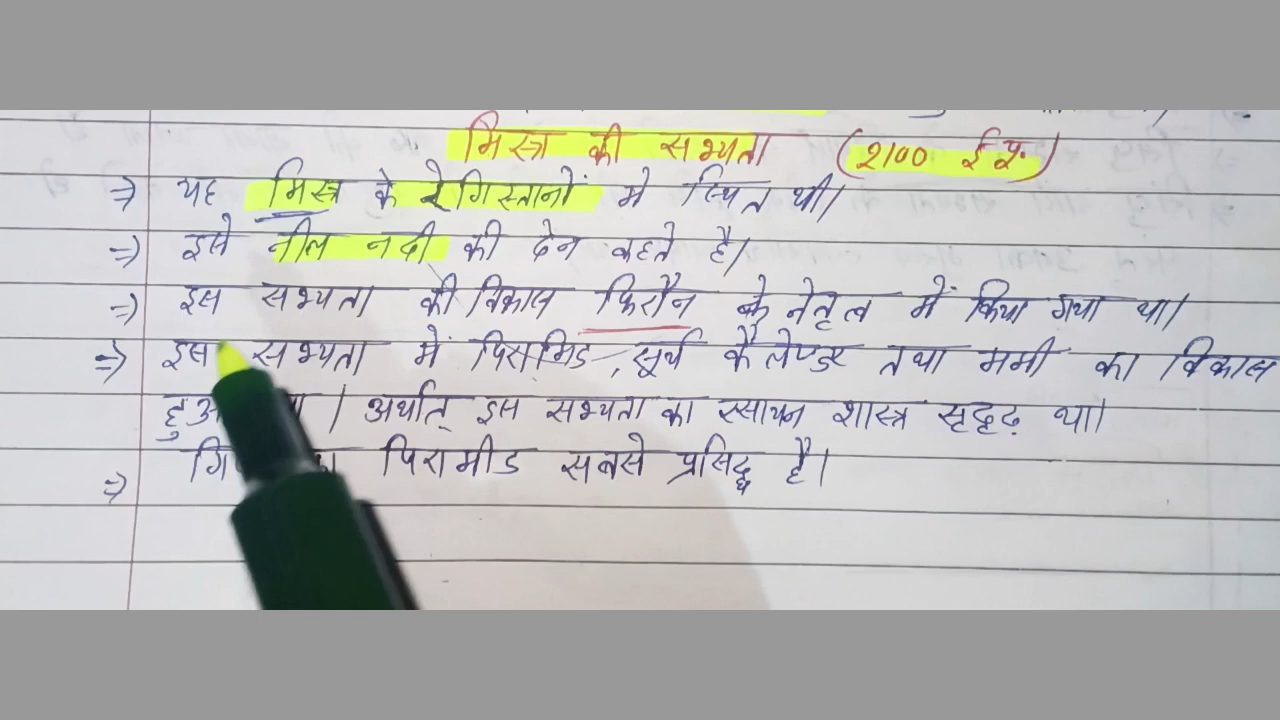 मिस्त्र की सभ्यता (2100 ई.पू.)
⇒ यह मिस्त्र के रेगिस्तानों मे स्थित थी।
⇒ इसे नील नदी की देन कहते है।
⇒ इस सभ्यता की विकास फिरौन के नेतृत्व में किया गया था।
⇒ इस सभ्यता में पिरामिड, सूर्य कैलेण्डर तथा ममी का विकास
। अर्थात् इस सभ्यता का रसायन शास्त्र सृदृढ़ था।
⇒ पिरामीड सबसे प्रसिद्ध है।